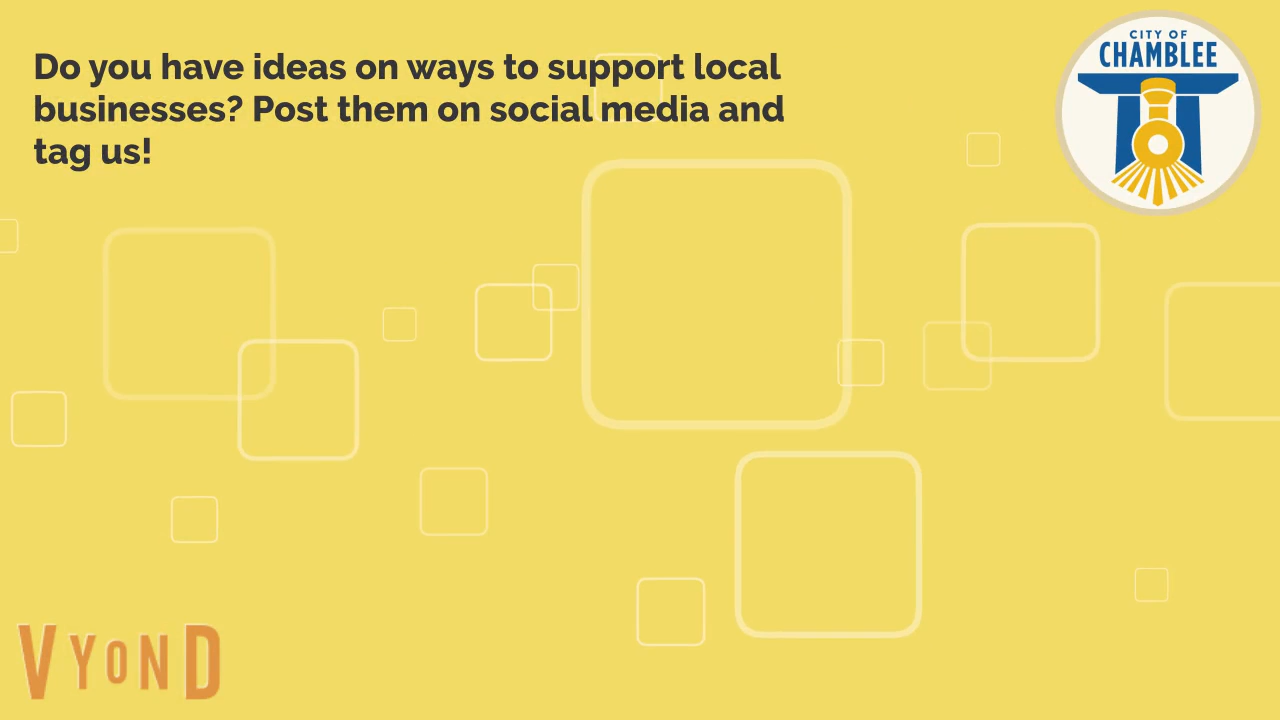 Do you have ideas on ways to support local
businesses? Post them on social media and
tag us!
CITY OF
CHAMBLEE
VYOND